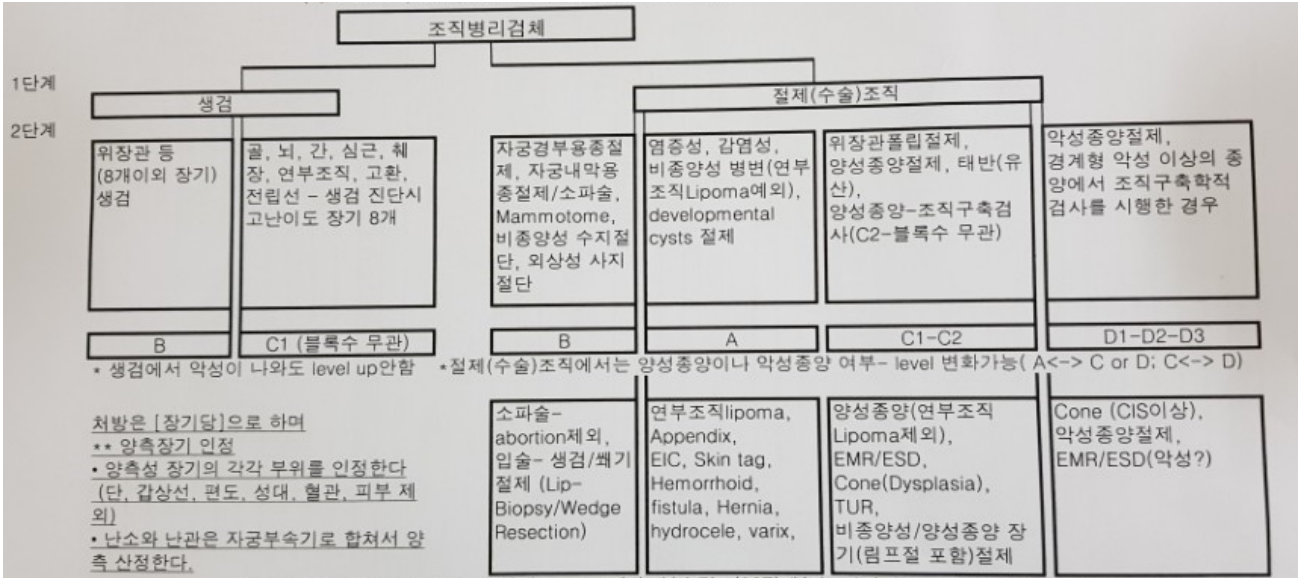 조직병리검체
1단계
생검
절제(수술)조직
2단계
위장관 등
(8개이외 장기)
생검
골, 뇌, 간, 심근, 췌
장, 연부조직, 고환,
전립선 – 생검 진단시
고난이도 장기 8개
자궁경부용종절
제, 자궁내막용
종절제/소파술,
Mammotome,
비종양성 수지절
단, 외상성 사지
절단
염증성, 감염성,
비종양성 병변(연부
조직Lipoma예외),
developmental
cysts 절제
위장관폴립절제,
양성종양절제, 태반(유
산),
양성종양-조직구축검
사(C2-블록수 무관)
악성종양절제,
경계형 악성 이상의 종
양에서 조직구축학적
검사를 시행한 경우
B
C1 (블록수 무관)
B
A
C1-C2
D1-D2-D3
* 생검에서 악성이 나와도 level up안함
*절제(수술)조직에서는 양성종양이나 악성종양 여부- level 변화가능( A<-> C or D; C<-> D)
처방은 [장기당]으로 하며
** 양측장기 인정
• 양측성 장기의 각각 부위를 인정한다
(단, 갑상선, 편도, 성대, 혈관, 피부 제
외)
• 난소와 난관은 자궁부속기로 합쳐서 양
측 산정한다.
소파술-
abortion제외,
입술- 생검/쐐기
절제 (Lip-
Biopsy/Wedge
Resection)
연부조직lipoma,
Appendix,
EIC, Skin tag,
Hemorrhoid,
fistula, Hernia,
hydrocele, varix,
양성종양(연부조직
Lipoma제외),
EMR/ESD,
Cone(Dysplasia),
TUR,
비종양성/양성종양 장
기(림프절 포함)절제
Cone (CIS이상),
악성종양절제,
EMR/ESD(악성?)